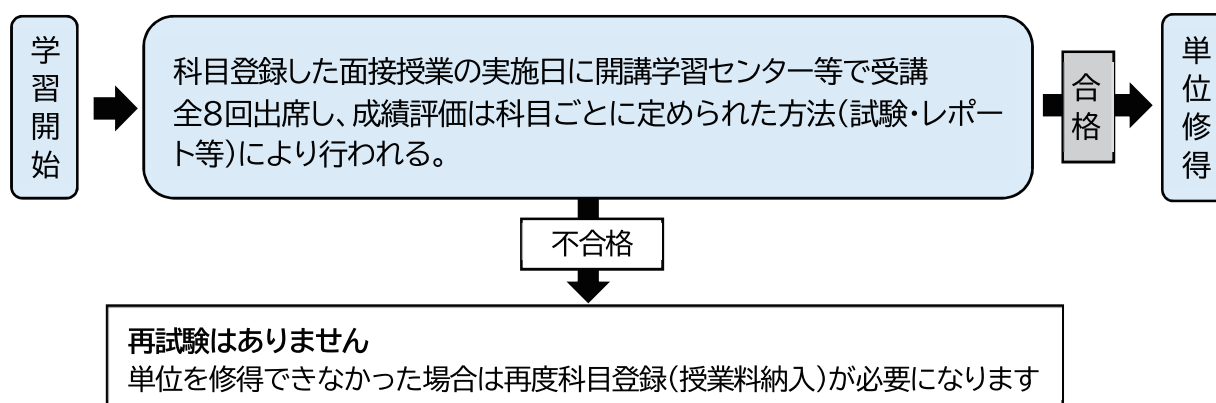 学習開始
科目登録した面接授業の実施日に開講学習センター等で受講
全8回出席し、成績評価は科目ごとに定められた方法(試験・レポー
ト等)により行われる。
合格
単位修得
不合格
再試験はありません
単位を修得できなかった場合は再度科目登録(授業料納入)が必要になります